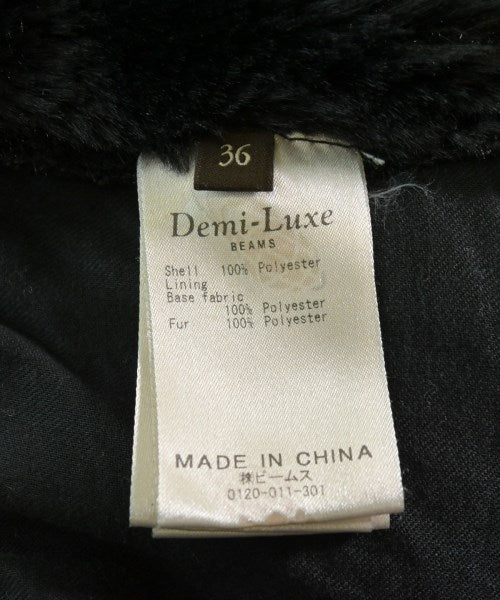 36
Demi-Luxe
BEAMS
Shell 100% Polyester
Lining
Base fabric
100% Polyester
Fur 100% Polyester
MADE IN CHINA
㈱ビームス
0120-011-301